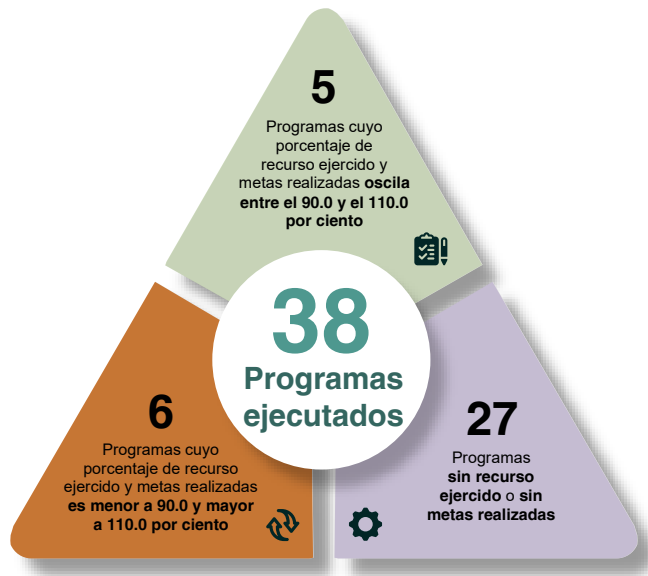 5
Programas cuyo
porcentaje de
recurso ejercido y
metas realizadas oscila
entre el 90.0 y el 110.0
por ciento
38
Programas
ejecutados
6
Programas cuyo
porcentaje de recurso
ejercido y metas realizadas
es menor a 90.0 y mayor
a 110.0 por ciento
27
Programas
sin recurso
ejercido o sin
metas realizadas